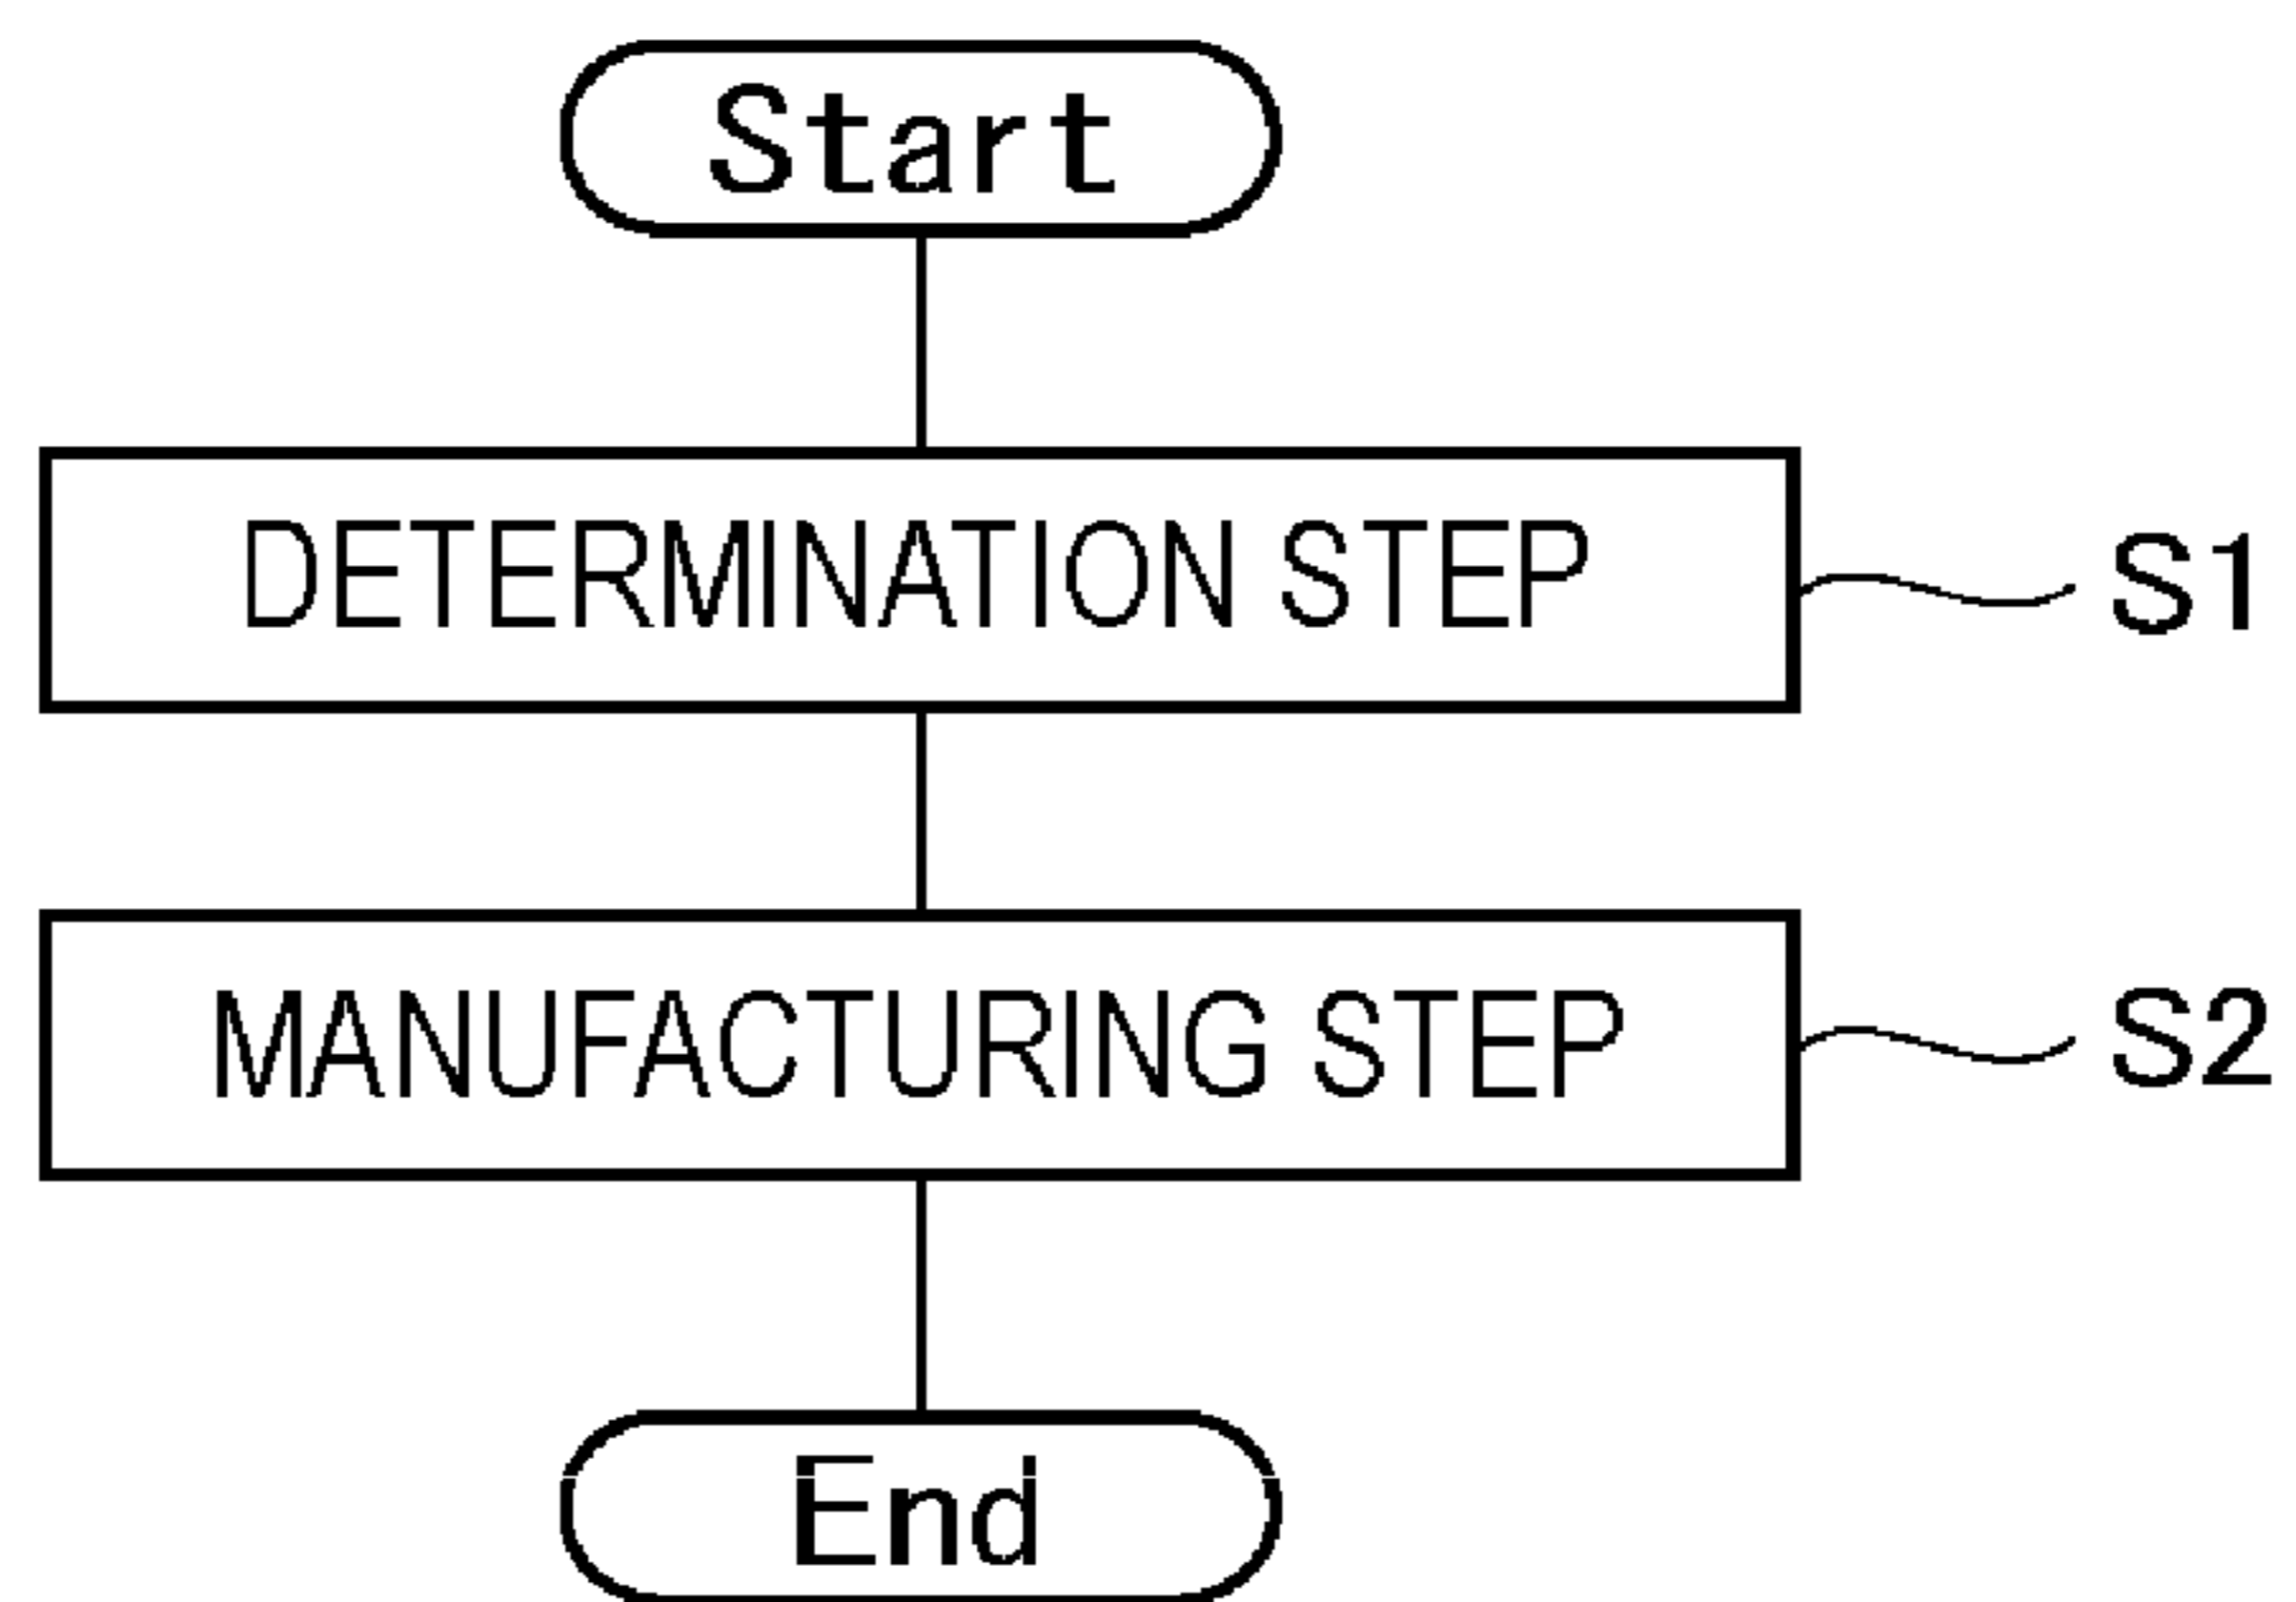 Start
DETERMINATION STEP
S1
MANUFACTURING STEP
S2
End